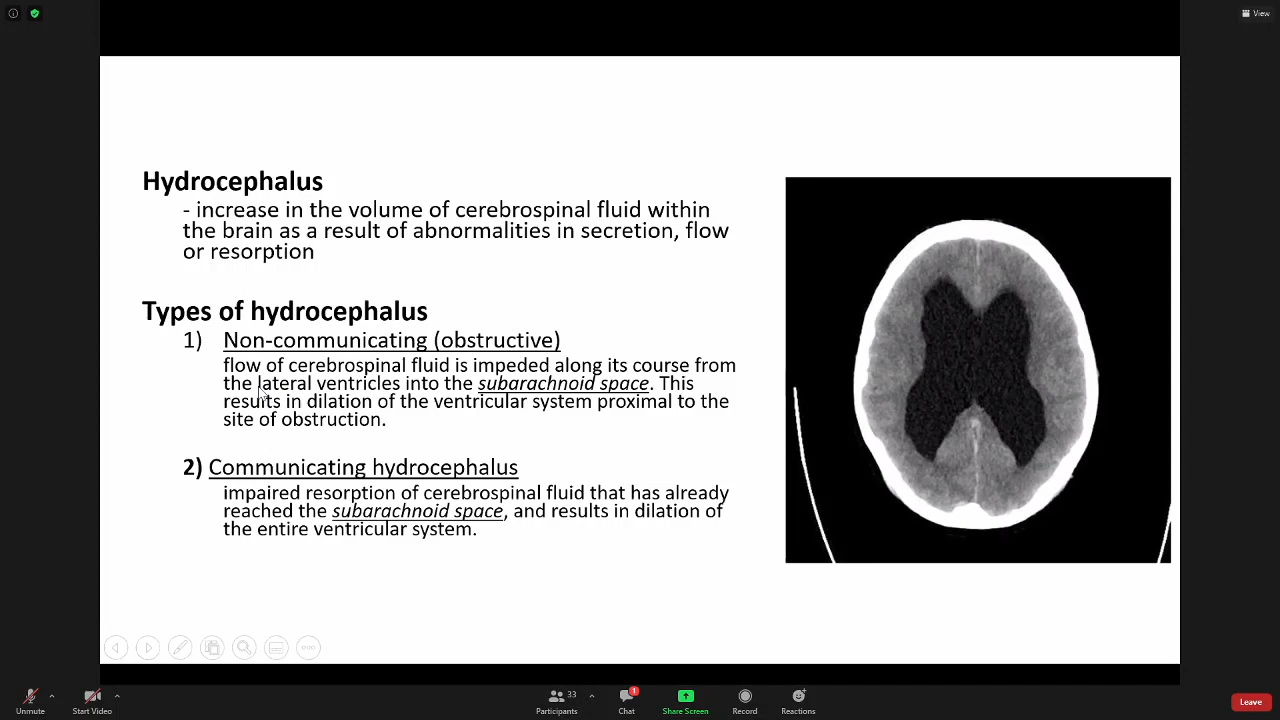 View
Hydrocephalus
- increase in the volume of cerebrospinal fluid within
the brain as a result of abnormalities in secretion, flow
or resorption
Types of hydrocephalus
1) Non-communicating (obstructive)
flow of cerebrospinal fluid is impeded along its course from
the lateral ventricles into the subarachnoid space. This
results in dilation of the ventricular system proximal to the
site of obstruction.
2) Communicating hydrocephalus
impaired resorption of cerebrospinal fluid that has already
reached the subarachnoid space, and results in dilation of
the entire ventricular system.
33
1
Unmute
Start Video
Participants
Chat
Share Screen
Record
Reactions
Leave